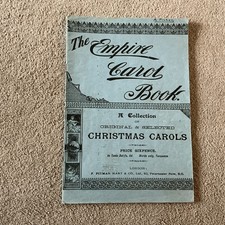 The Empire
Carol
Book.
A Collection
OF
ORIGINAL & SELECTED
CHRISTMAS CAROLS
PRICE SIXPENCE.
LONDON: